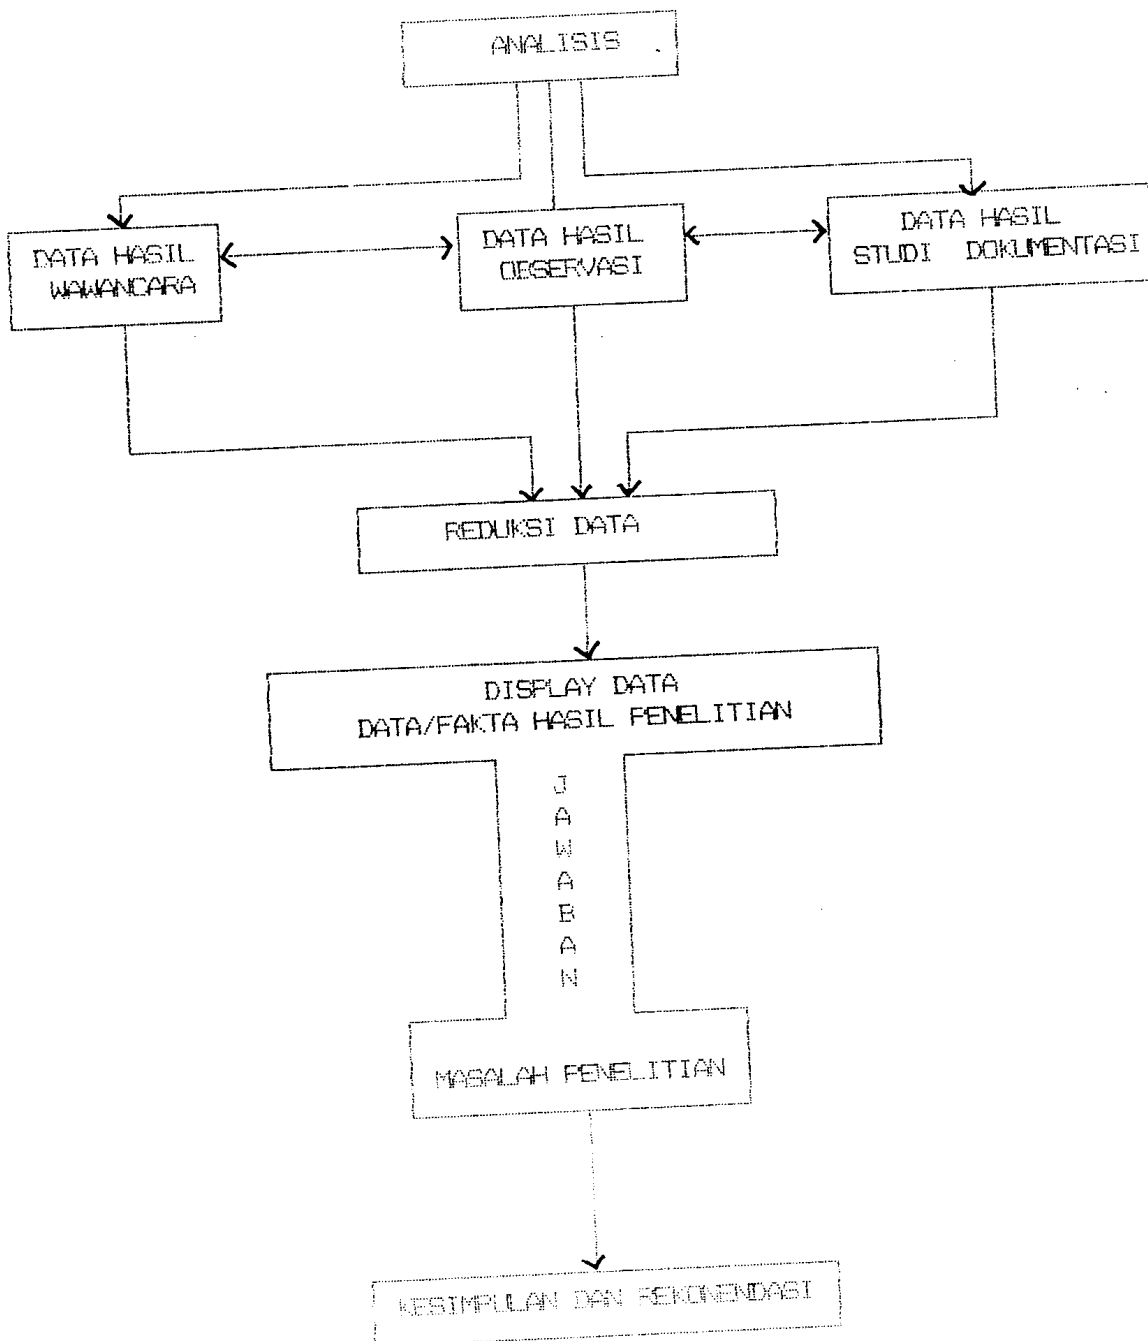 ANALISIS
DATA HASIL
WAWANCARA
DATA HASIL
OBSERVASI
DATA HASIL
STUDI DOKUMENTASI
REDUKSI DATA
DISPLAY DATA
DATA/FAKTA HASIL PENELITIAN
J
A
W
A
B
A
N
MASALAH PENELITIAN
KESIMPULAN DAN REKOMENDASI